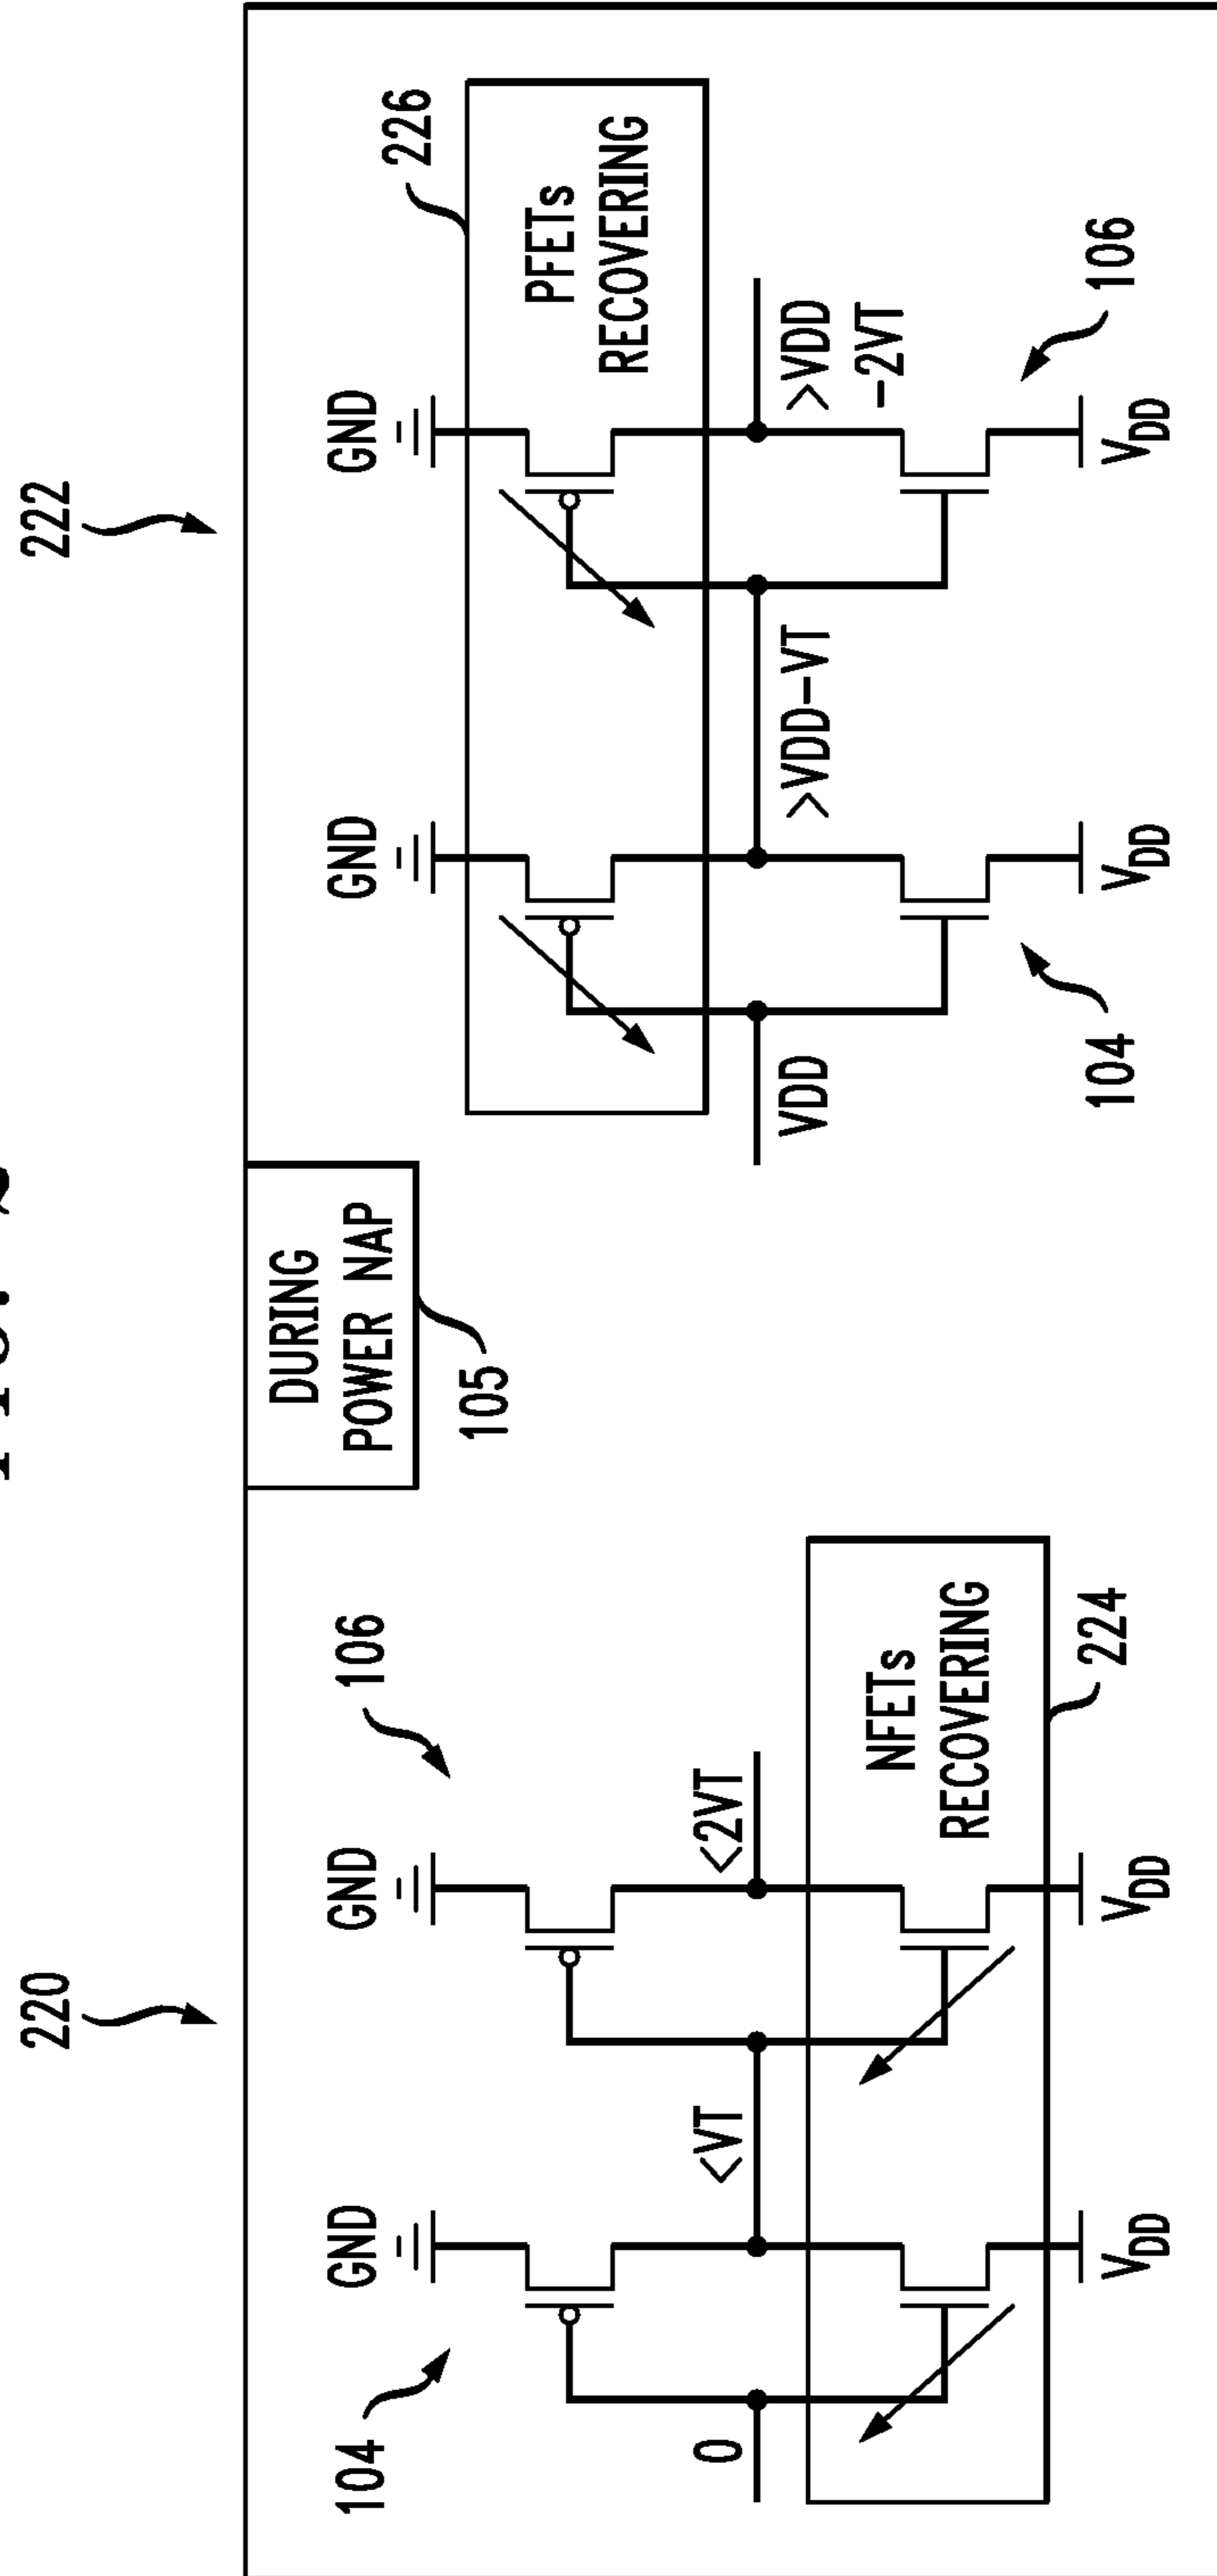 220
222
DURING
POWER NAP
105
104
GND
106
GND
0
<VT
<2VT
NFETs
RECOVERING
224
VDD
VDD
GND
GND
226
PFETs
RECOVERING
VDD
>VDD-VT
>VDD
-2VT
104
VDD
106
VDD